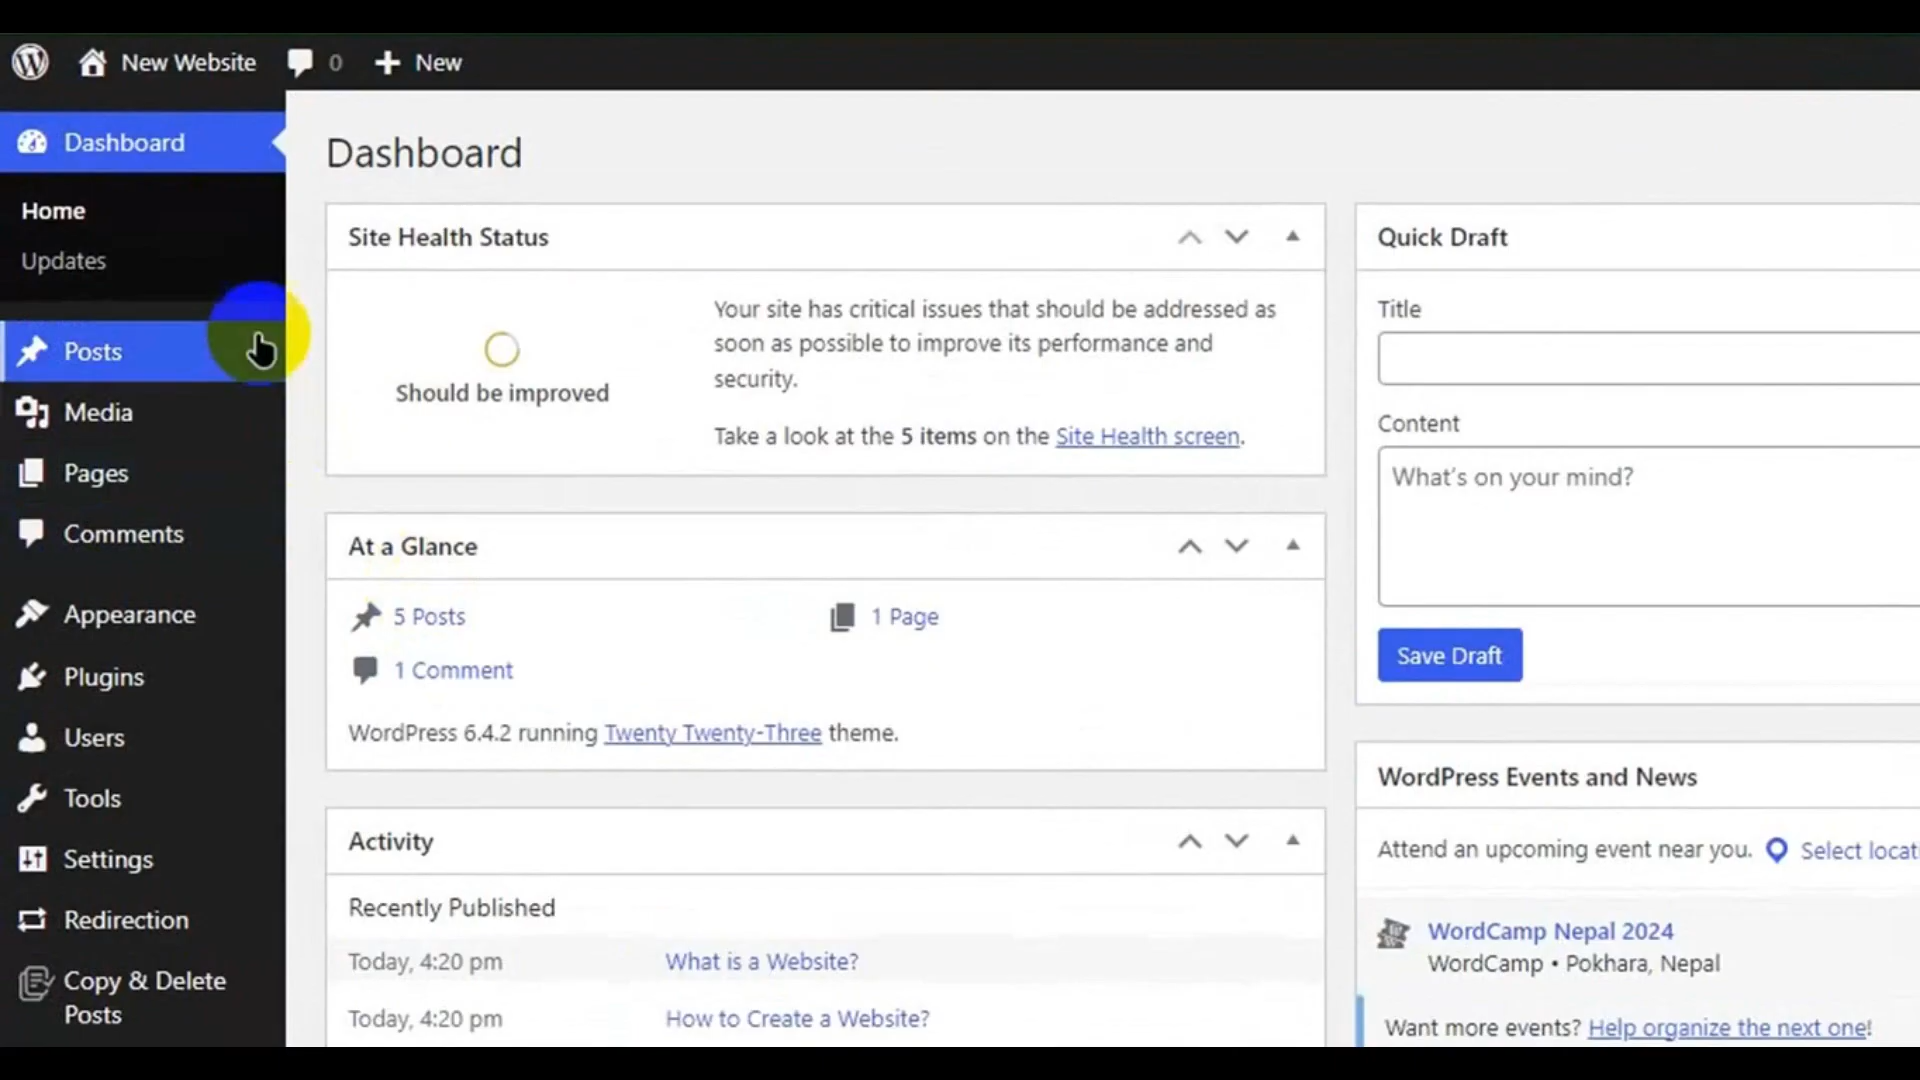 New Website
0
New
Dashboard
Home
Updates
Posts
Media
Pages
Comments
Appearance
Plugins
Users
Tools
Settings
Redirection
Copy & Delete
Posts
Dashboard
Site Health Status
Should be improved
Your site has critical issues that should be addressed as
soon as possible to improve its performance and
security.
Take a look at the 5 items on the Site Health screen.
At a Glance
5 Posts
1 Page
1 Comment
WordPress 6.4.2 running Twenty Twenty-Three theme.
Activity
Recently Published
Today, 4:20 pm
What is a Website?
Today, 4:20 pm
How to Create a Website?
Quick Draft
Title
Content
What's on your mind?
Save Draft
WordPress Events and News
Attend an upcoming event near you.
Select locati
WordCamp Nepal 2024
WordCamp • Pokhara, Nepal
Want more events? Help organize the next one!